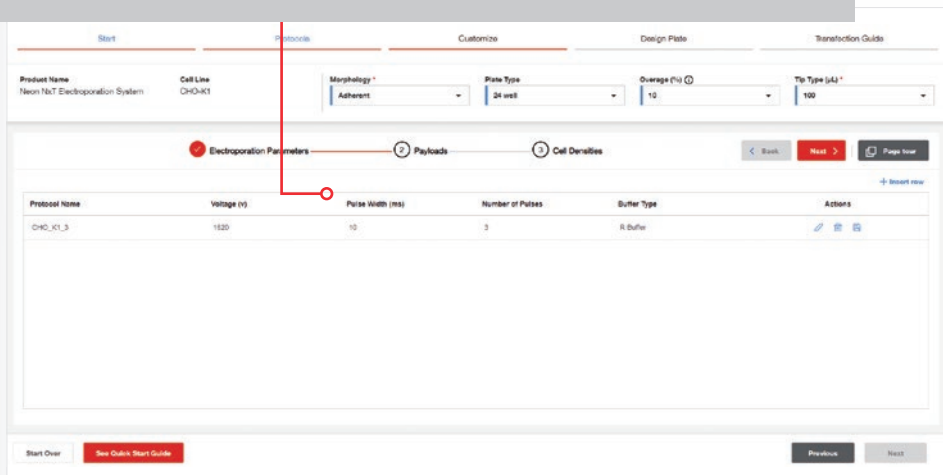 Start Protocols Customize Design Plate Transfection Guide
Product Name Cell Line Morphology * Plate Type Overage (%) Tip Type (µL) *
Neon NxT Electroporation System CHO-K1 Adherent 24 well 10 100
Electroporation Parameters 2 Payloads 3 Cell Densities Back Next Page tour
+ Insert row
Protocol Name Voltage (v) Pulse Width (ms) Number of Pulses Buffer Type Actions
CHO_K1_3 1620 10 3 R Buffer
Start Over See Quick Start Guide Previous Next